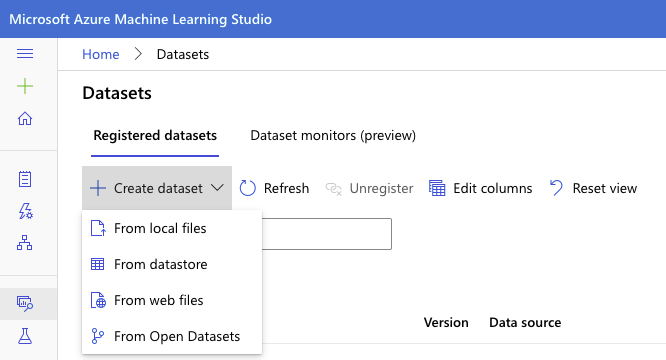 Microsoft Azure Machine Learning Studio
Home > Datasets
Datasets
Registered datasets Dataset monitors (preview)
Create dataset Refresh Unregister Edit columns Reset view
From local files
From datastore
From web files
From Open Datasets
Version Data source